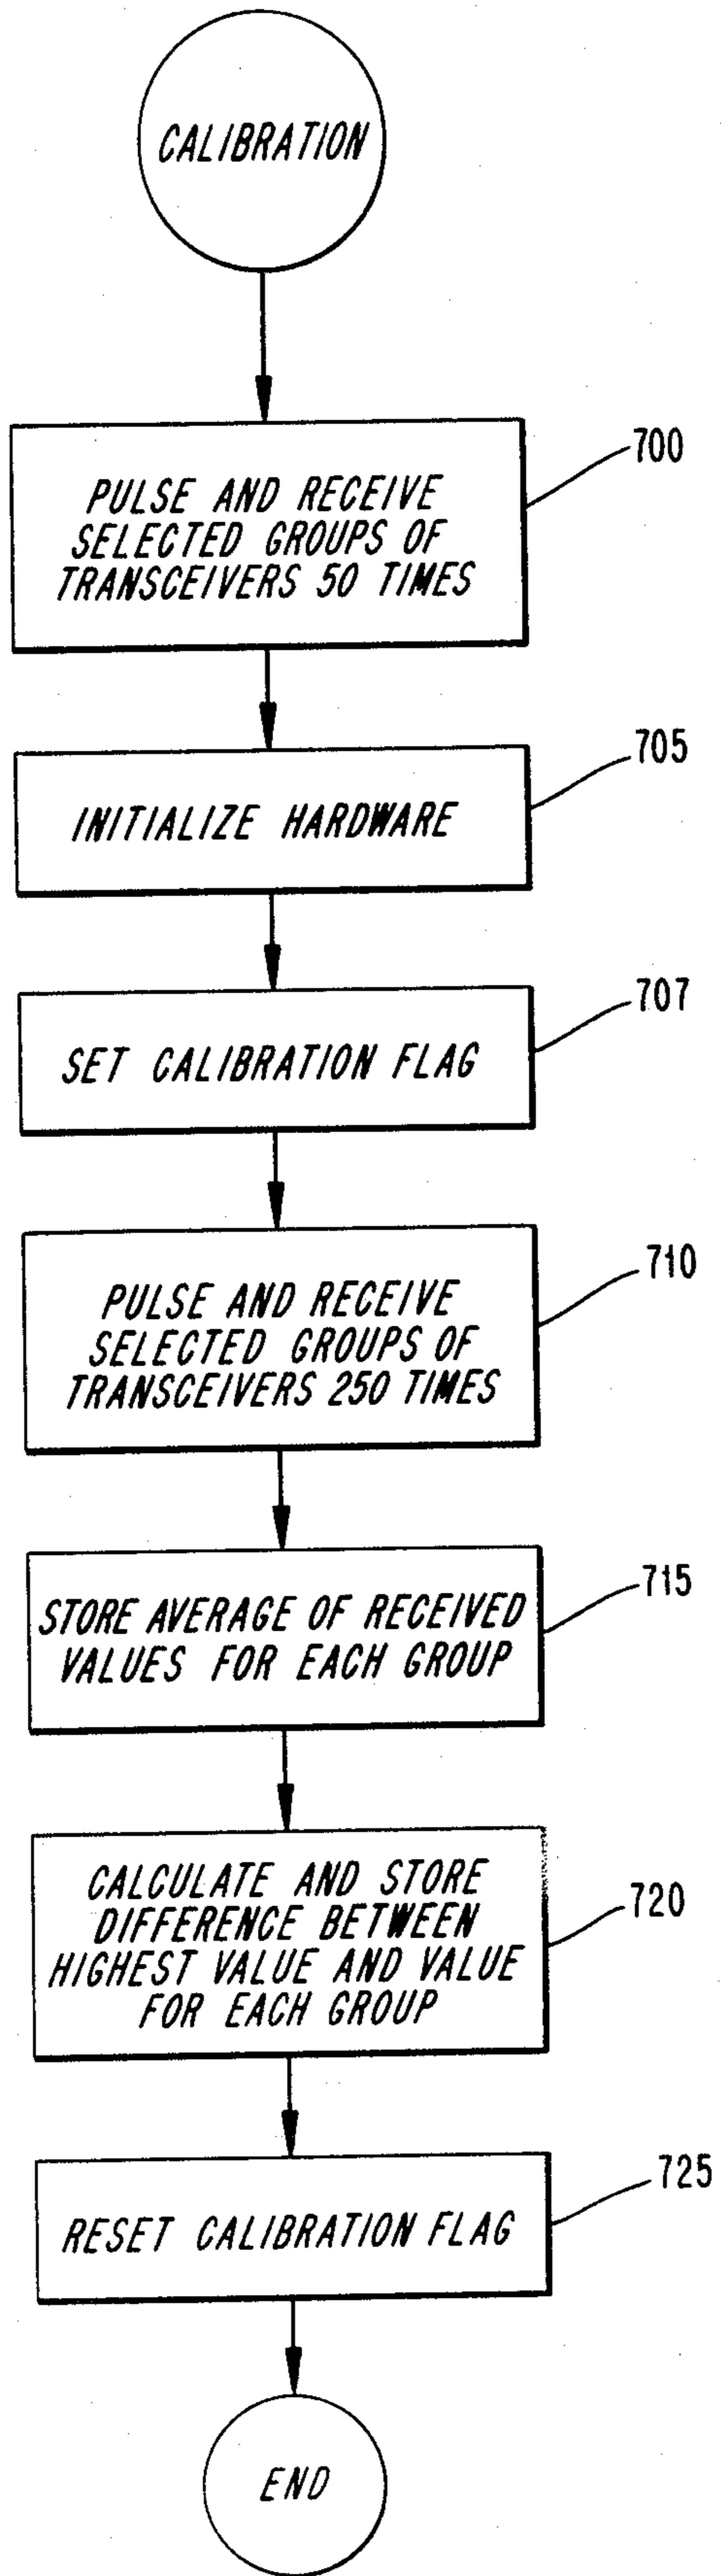 CALIBRATION
700
PULSE AND RECEIVE
SELECTED GROUPS OF
TRANSCEIVERS 50 TIMES
705
INITIALIZE HARDWARE
707
SET CALIBRATION FLAG
710
PULSE AND RECEIVE
SELECTED GROUPS OF
TRANSCEIVERS 250 TIMES
715
STORE AVERAGE OF RECEIVED
VALUES FOR EACH GROUP
720
CALCULATE AND STORE
DIFFERENCE BETWEEN
HIGHEST VALUE AND VALUE
FOR EACH GROUP
725
RESET CALIBRATION FLAG
END